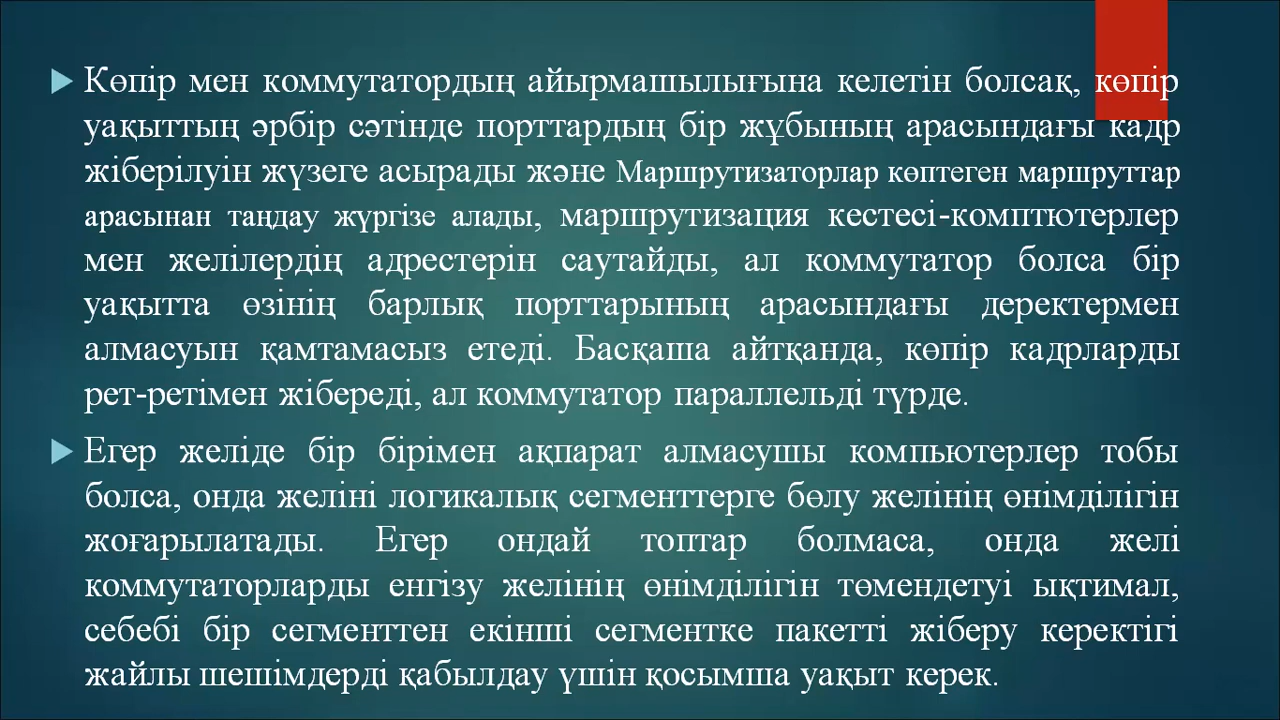 Көпір мен коммутатордың айырмашылығына келетін болсақ, көпір
уақыттың әрбір сәтінде порттардың бір жұбының арасындағы кадр
жіберілуін жүзеге асырады және Маршрутизаторлар көптеген маршруттар
арасынан таңдау жүргізе алады, маршрутизация кестесі-комптютерлер
мен желілердің адрестерін саутайды, ал коммутатор болса бір
уақытта өзінің барлық порттарының арасындағы деректермен
алмасуын қамтамасыз етеді. Басқаша айтқанда, көпір кадрларды
рет-ретімен жібереді, ал коммутатор параллельді түрде.
Егер желіде бір бірімен ақпарат алмасушы компьютерлер тобы
болса, онда желіні логикалық сегменттерге бөлу желінің өнімділігін
жоғарылатады. Егер ондай топтар болмаса, онда желі
коммутаторларды енгізу желінің өнімділігін төмендетуі ықтимал,
себебі бір сегменттен екінші сегментке пакетті жіберу керектігі
жайлы шешімдерді қабылдау үшін қосымша уақыт керек.